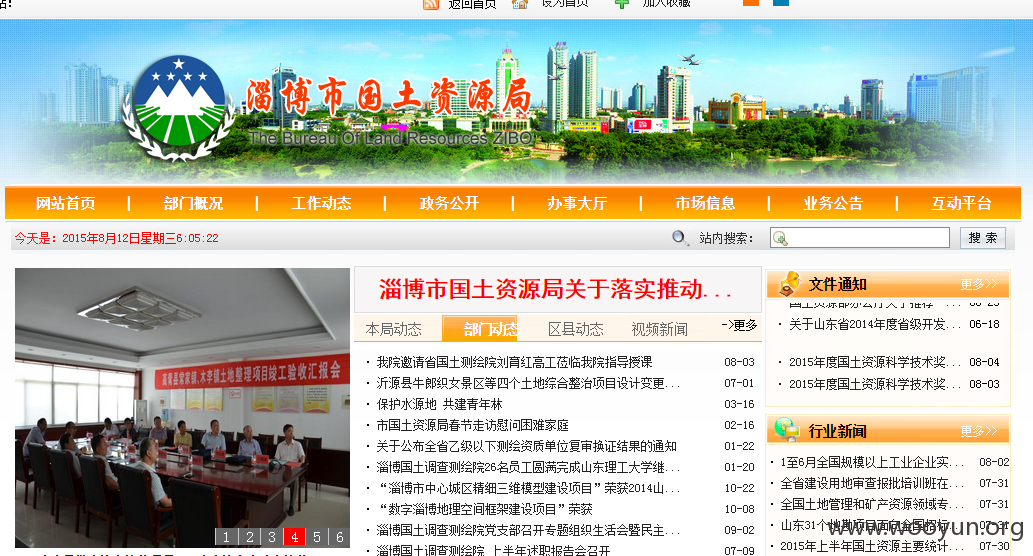 返回首页 设为首页 加入收藏
淄博市国土资源局
The Bureau Of Land Resources ZIBO
网站首页 | 部门概况 | 工作动态 | 政务公开 | 办事大厅 | 市场信息 | 业务公告 | 互动平台
今天是: 2015年8月12日星期三6:05:22
站内搜索: 搜 索
淄博市国土资源局关于落实推动...
本局动态 部门动态 区县动态 视频新闻 ->更多
· 我院邀请省国土测绘院刘育红高工莅临我院指导授课 08-03
· 沂源县牛郎织女景区等四个土地综合整治项目设计变更... 07-01
· 保护水源地 共建青年林 03-16
· 市国土资源局春节走访慰问困难家庭 02-16
· 关于公布全省乙级以下测绘资质单位复审换证结果的通知 01-22
· 淄博国土调查测绘院26名员工圆满完成山东理工大学继... 01-20
· “淄博市中心城区精细三维模型建设项目”荣获2014山... 10-22
· “数字淄博地理空间框架建设项目”荣获 10-08
· 淄博国土调查测绘院党支部召开专题组织生活会暨民主... 09-02
· 淄博国土调查测绘院 上半年述职报告会召开 07-09
1 2 3 4 5 6
文件通知 更多>>
· 关于山东省2014年度省级开发... 06-18
· 2015年度国土资源科学技术奖... 08-04
· 2015年度国土资源科学技术奖... 08-03
行业新闻 更多>>
· 1至6月全国规模以上工业企业实... 08-02
· 全省建设用地审查报批培训班在... 07-31
· 全国土地管理和矿产资源领域专... 07-31
· 山东31个 07-31
· 2015年上半年国土资源主要统计... 07-30
www.wooyun.org